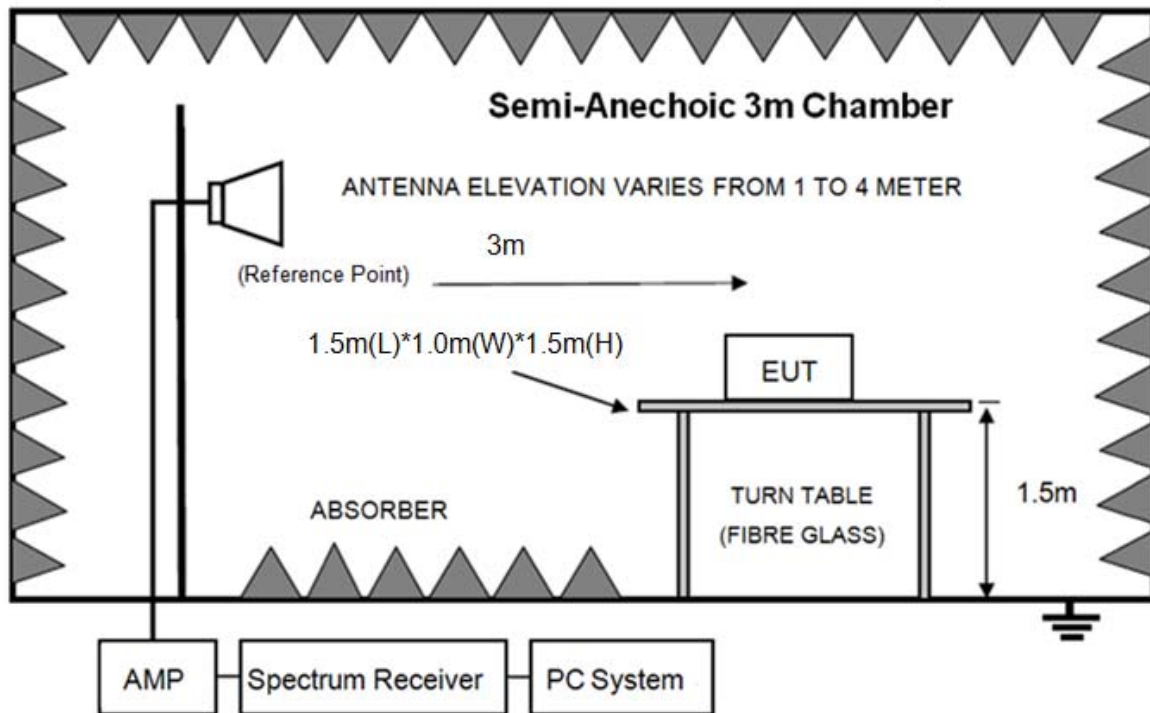 Semi-Anechoic 3m Chamber
ANTENNA ELEVATION VARIES FROM 1 TO 4 METER
3m
(Reference Point)
1.5m(L)*1.0m(W)*1.5m(H)
EUT
ABSORBER
TURN TABLE
(FIBRE GLASS)
1.5m
AMP
Spectrum Receiver
PC System